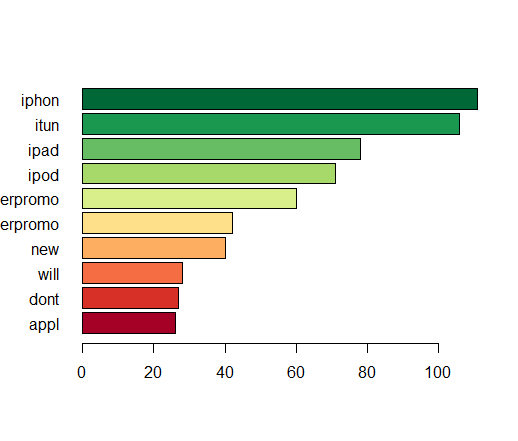 iphon
itun
ipad
ipod
erpromo
erpromo
new
will
dont
appl
0 20 40 60 80 100